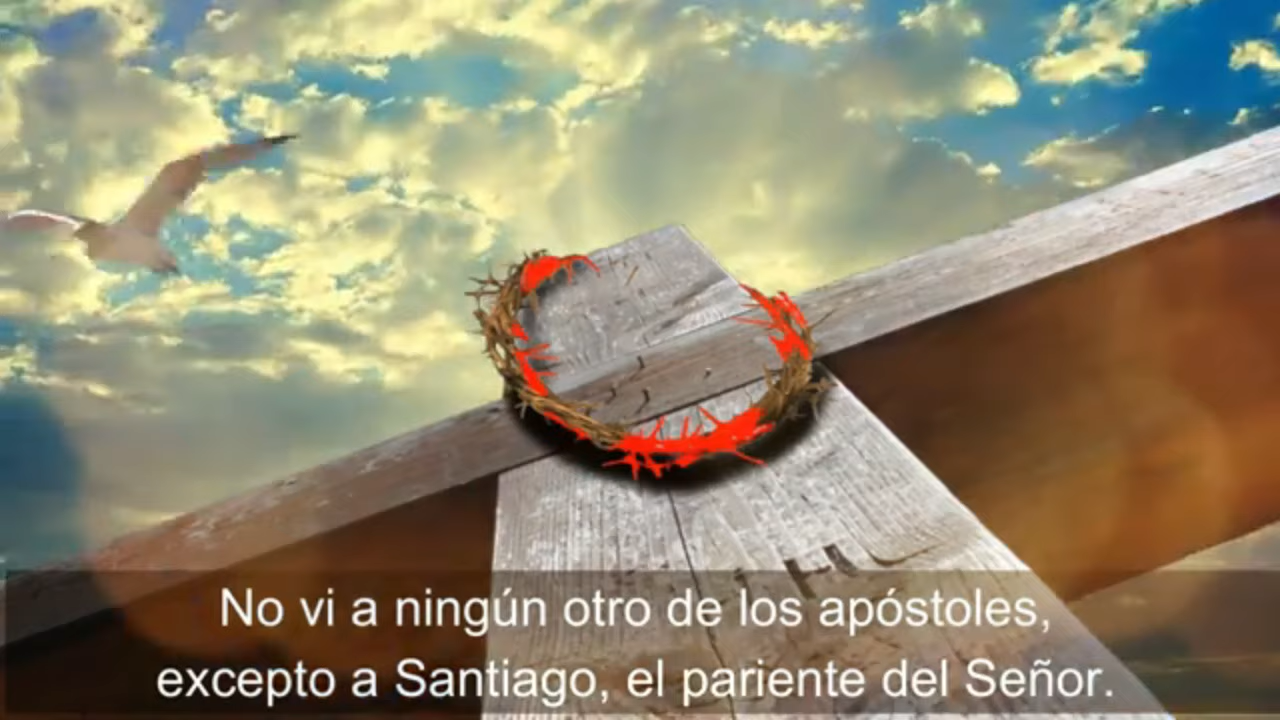 No vi a ningún otro de los apóstoles,
excepto a Santiago, el pariente del Señor.